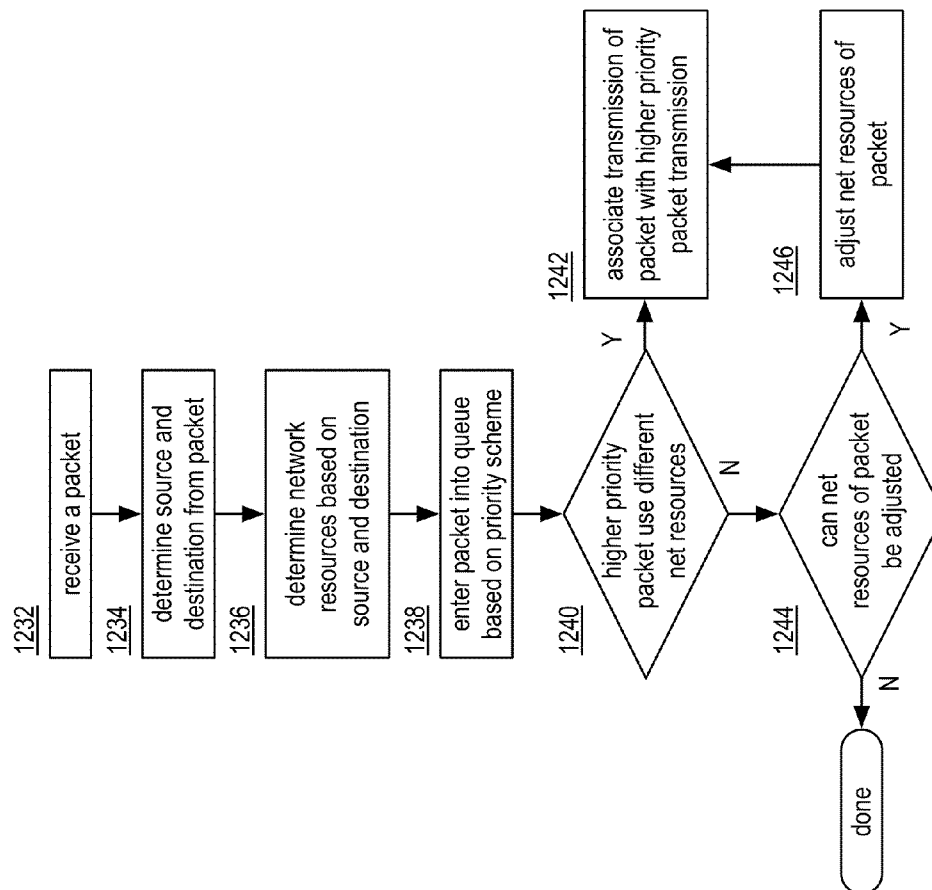 1232
receive a packet
1234
determine source and
destination from packet
1236
determine network
resources based on
source and destination
1238
enter packet into queue
based on priority scheme
1240
higher priority
packet use different
net resources
Y
N
1242
associate transmission of
packet with higher priority
packet transmission
1244
can net
resources of packet
be adjusted
Y
N
1246
adjust net resources of
packet
done